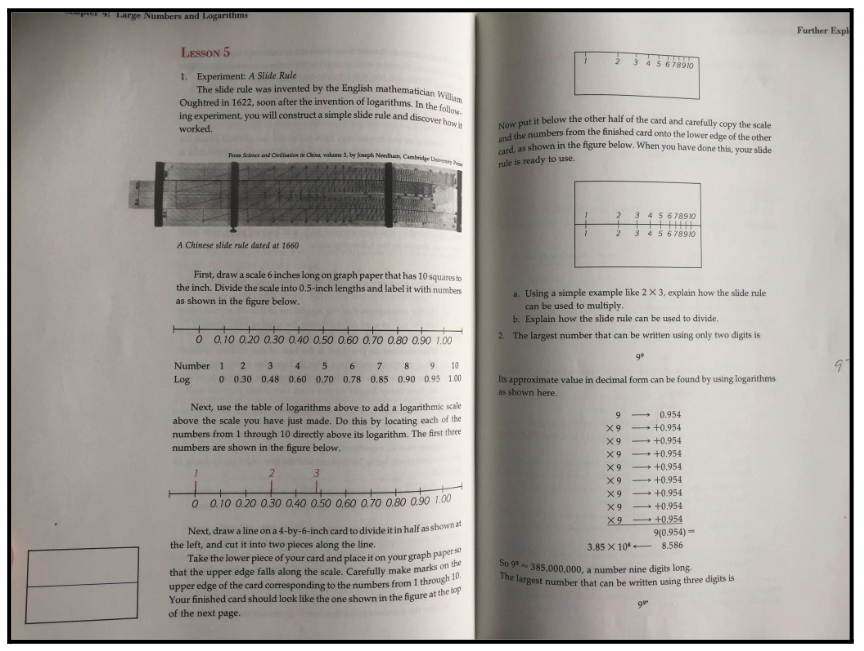 Chapter 4: Large Numbers and Logarithms
LESSON 5
1. Experiment: A Slide Rule
The slide rule was invented by the English mathematician William
Oughtred in 1622, soon after the invention of logarithms. In the follow-
ing experiment, you will construct a simple slide rule and discover how it
worked.
From Science and Civilisation in China, volume 3, by Joseph Needham, Cambridge University Press
A Chinese slide rule dated at 1660
First, draw a scale 6 inches long on graph paper that has 10 squares to
the inch. Divide the scale into 0.5-inch lengths and label it with numbers
as shown in the figure below.
0 0.10 0.20 0.30 0.40 0.50 0.60 0.70 0.80 0.90 1.00
Number 1 2 3 4 5 6 7 8 9 10
Log 0 0.30 0.48 0.60 0.70 0.78 0.85 0.90 0.95 1.00
Next, use the table of logarithms above to add a logarithmic scale
above the scale you have just made. Do this by locating each of the
numbers from 1 through 10 directly above its logarithm. The first three
numbers are shown in the figure below.
1 2 3
0 0.10 0.20 0.30 0.40 0.50 0.60 0.70 0.80 0.90 1.00
Next, draw a line on a 4-by-6-inch card to divide it in half as shown at
the left, and cut it into two pieces along the line.
Take the lower piece of your card and place it on your graph paper so
that the upper edge falls along the scale. Carefully make marks on the
upper edge of the card corresponding to the numbers from 1 through 10.
Your finished card should look like the one shown in the figure at the top
of the next page.
Further Expl
1 2 3 4 5 6 7 8 9 10
Now put it below the other half of the card and carefully copy the scale
and the numbers from the finished card onto the lower edge of the other
card, as shown in the figure below. When you have done this, your slide
rule is ready to use.
1 2 3 4 5 6 7 8 9 10
1 2 3 4 5 6 7 8 9 10
a. Using a simple example like 2 × 3, explain how the slide rule
can be used to multiply.
b. Explain how the slide rule can be used to divide.
2. The largest number that can be written using only two digits is
9⁹
Its approximate value in decimal form can be found by using logarithms
as shown here.
9 → 0.954
×9 → +0.954
×9 → +0.954
×9 → +0.954
×9 → +0.954
×9 → +0.954
×9 → +0.954
×9 → +0.954
×9 → +0.954
9(0.954) =
3.85 × 10⁸ ← 8.586
So 9⁹ ≈ 385,000,000, a number nine digits long.
The largest number that can be written using three digits is
9⁹⁹